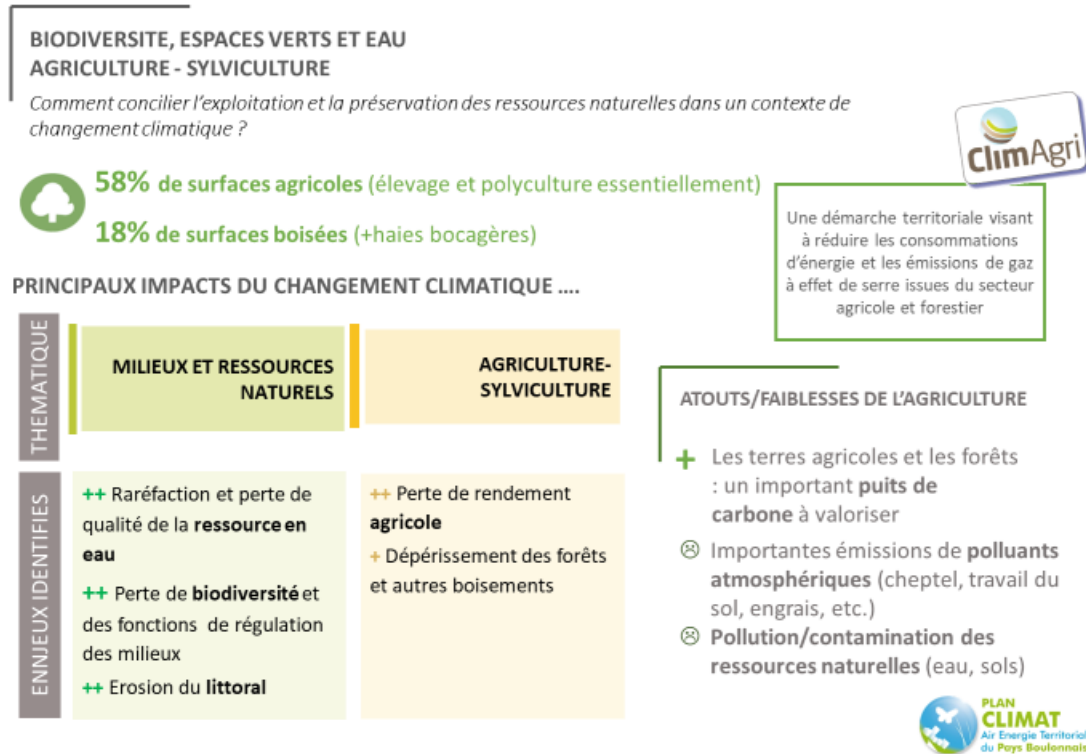 BIODIVERSITE, ESPACES VERTS ET EAU
AGRICULTURE - SYLVICULTURE
Comment concilier l'exploitation et la préservation des ressources naturelles dans un contexte de
changement climatique ?
ClimAgri
58% de surfaces agricoles (élevage et polyculture essentiellement)
18% de surfaces boisées (+haies bocagères)
Une démarche territoriale visant
à réduire les consommations
d'énergie et les émissions de gaz
à effet de serre issues du secteur
agricole et forestier
PRINCIPAUX IMPACTS DU CHANGEMENT CLIMATIQUE ....
THEMATIQUE
MILIEUX ET RESSOURCES
NATURELS
AGRICULTURE-
SYLVICULTURE
ENNJEUX IDENTIFIES
++ Raréfaction et perte de
qualité de la ressource en
eau
++ Perte de biodiversité et
des fonctions de régulation
des milieux
++ Erosion du littoral
++ Perte de rendement
agricole
+ Dépérissement des forêts
et autres boisements
ATOUTS/FAIBLESSES DE L'AGRICULTURE
+ Les terres agricoles et les forêts
: un important puits de
carbone à valoriser
☹ Importantes émissions de polluants
atmosphériques (cheptel, travail du
sol, engrais, etc.)
☹ Pollution/contamination des
ressources naturelles (eau, sols)
PLAN
CLIMAT
Air Energie Territorial
du Pays Boulonnais